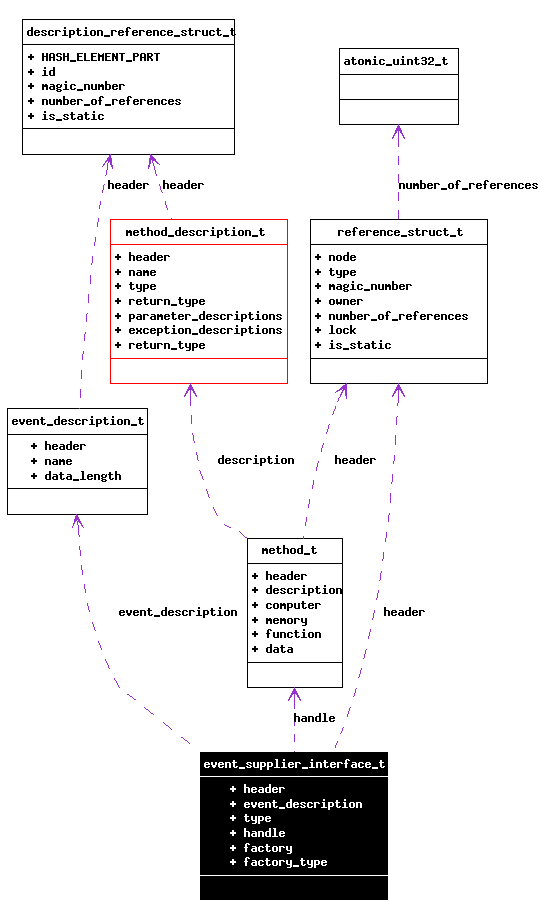 description_reference_struct_t
+ HASH_ELEMENT_PART
+ id
+ magic_number
+ number_of_references
+ is_static
atomic_uint32_t
header
header
number_of_references
method_description_t
+ header
+ name
+ type
+ return_type
+ parameter_descriptions
+ exception_descriptions
+ return_type
reference_struct_t
+ node
+ type
+ magic_number
+ owner
+ number_of_references
+ lock
+ is_static
event_description_t
+ header
+ name
+ data_length
description
header
method_t
+ header
+ description
+ computer
+ memory
+ function
+ data
event_description
header
handle
event_supplier_interface_t
+ header
+ event_description
+ type
+ handle
+ factory
+ factory_type